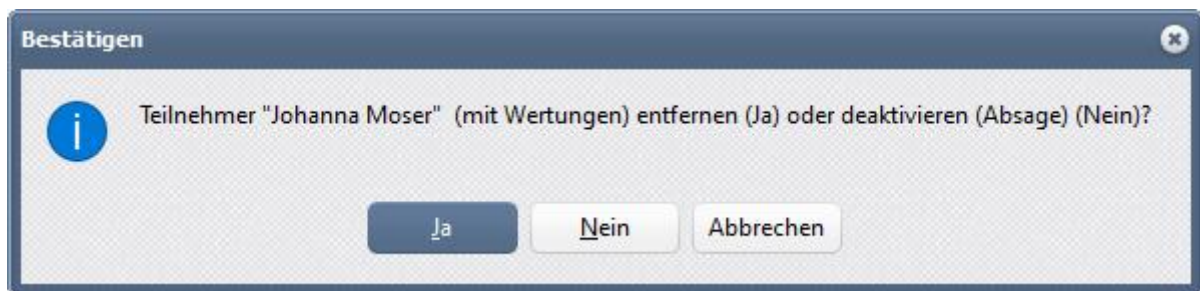 Bestätigen
Teilnehmer "Johanna Moser"  (mit Wertungen) entfernen (Ja) oder deaktivieren (Absage) (Nein)?
Ja
Nein
Abbrechen